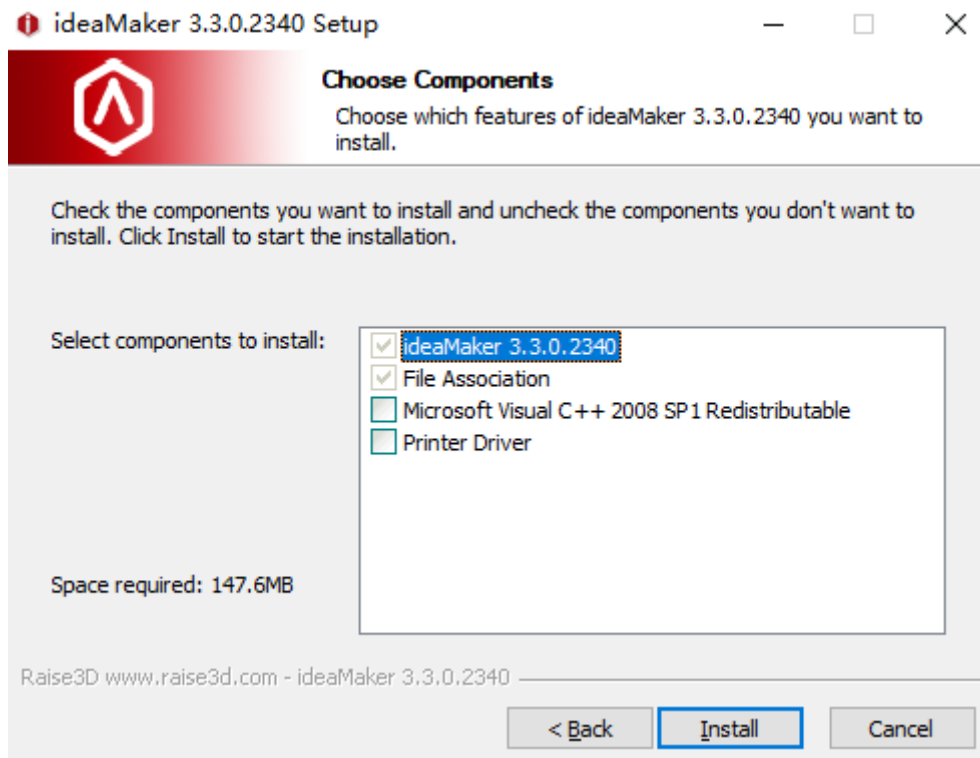 ideaMaker 3.3.0.2340 Setup
Choose Components
Choose which features of ideaMaker 3.3.0.2340 you want to
install.
Check the components you want to install and uncheck the components you don't want to
install. Click Install to start the installation.
Select components to install:
ideaMaker 3.3.0.2340
File Association
Microsoft Visual C++ 2008 SP1 Redistributable
Printer Driver
Space required: 147.6MB
Raise3D www.raise3d.com - ideaMaker 3.3.0.2340
< Back
Install
Cancel